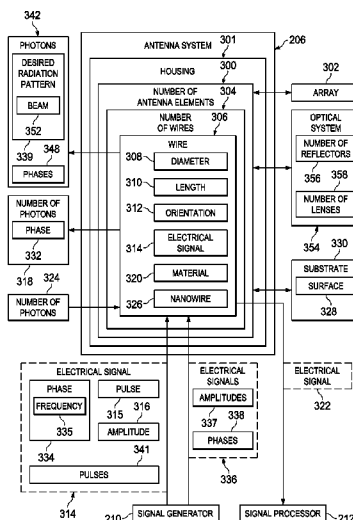 342
PHOTONS
DESIRED
RADIATION
PATTERN
BEAM
352
339
348
PHASES
NUMBER OF
PHOTONS
PHASE
332
318
324
NUMBER OF
PHOTONS
206
ANTENNA SYSTEM
301
HOUSING
300
NUMBER OF
ANTENNA ELEMENTS
304
NUMBER
OF WIRES
306
WIRE
308
DIAMETER
310
LENGTH
312
ORIENTATION
314
ELECTRICAL
SIGNAL
320
MATERIAL
326
NANOWIRE
ARRAY
302
OPTICAL
SYSTEM
NUMBER OF
REFLECTORS
356
358
NUMBER OF
LENSES
354
330
SUBSTRATE
SURFACE
328
ELECTRICAL SIGNAL
PHASE
FREQUENCY
335
334
PULSE
315
316
AMPLITUDE
341
PULSES
314
ELECTRICAL
SIGNALS
AMPLITUDES
337
338
PHASES
336
ELECTRICAL
SIGNAL
322
210
SIGNAL GENERATOR
SIGNAL PROCESSOR
212